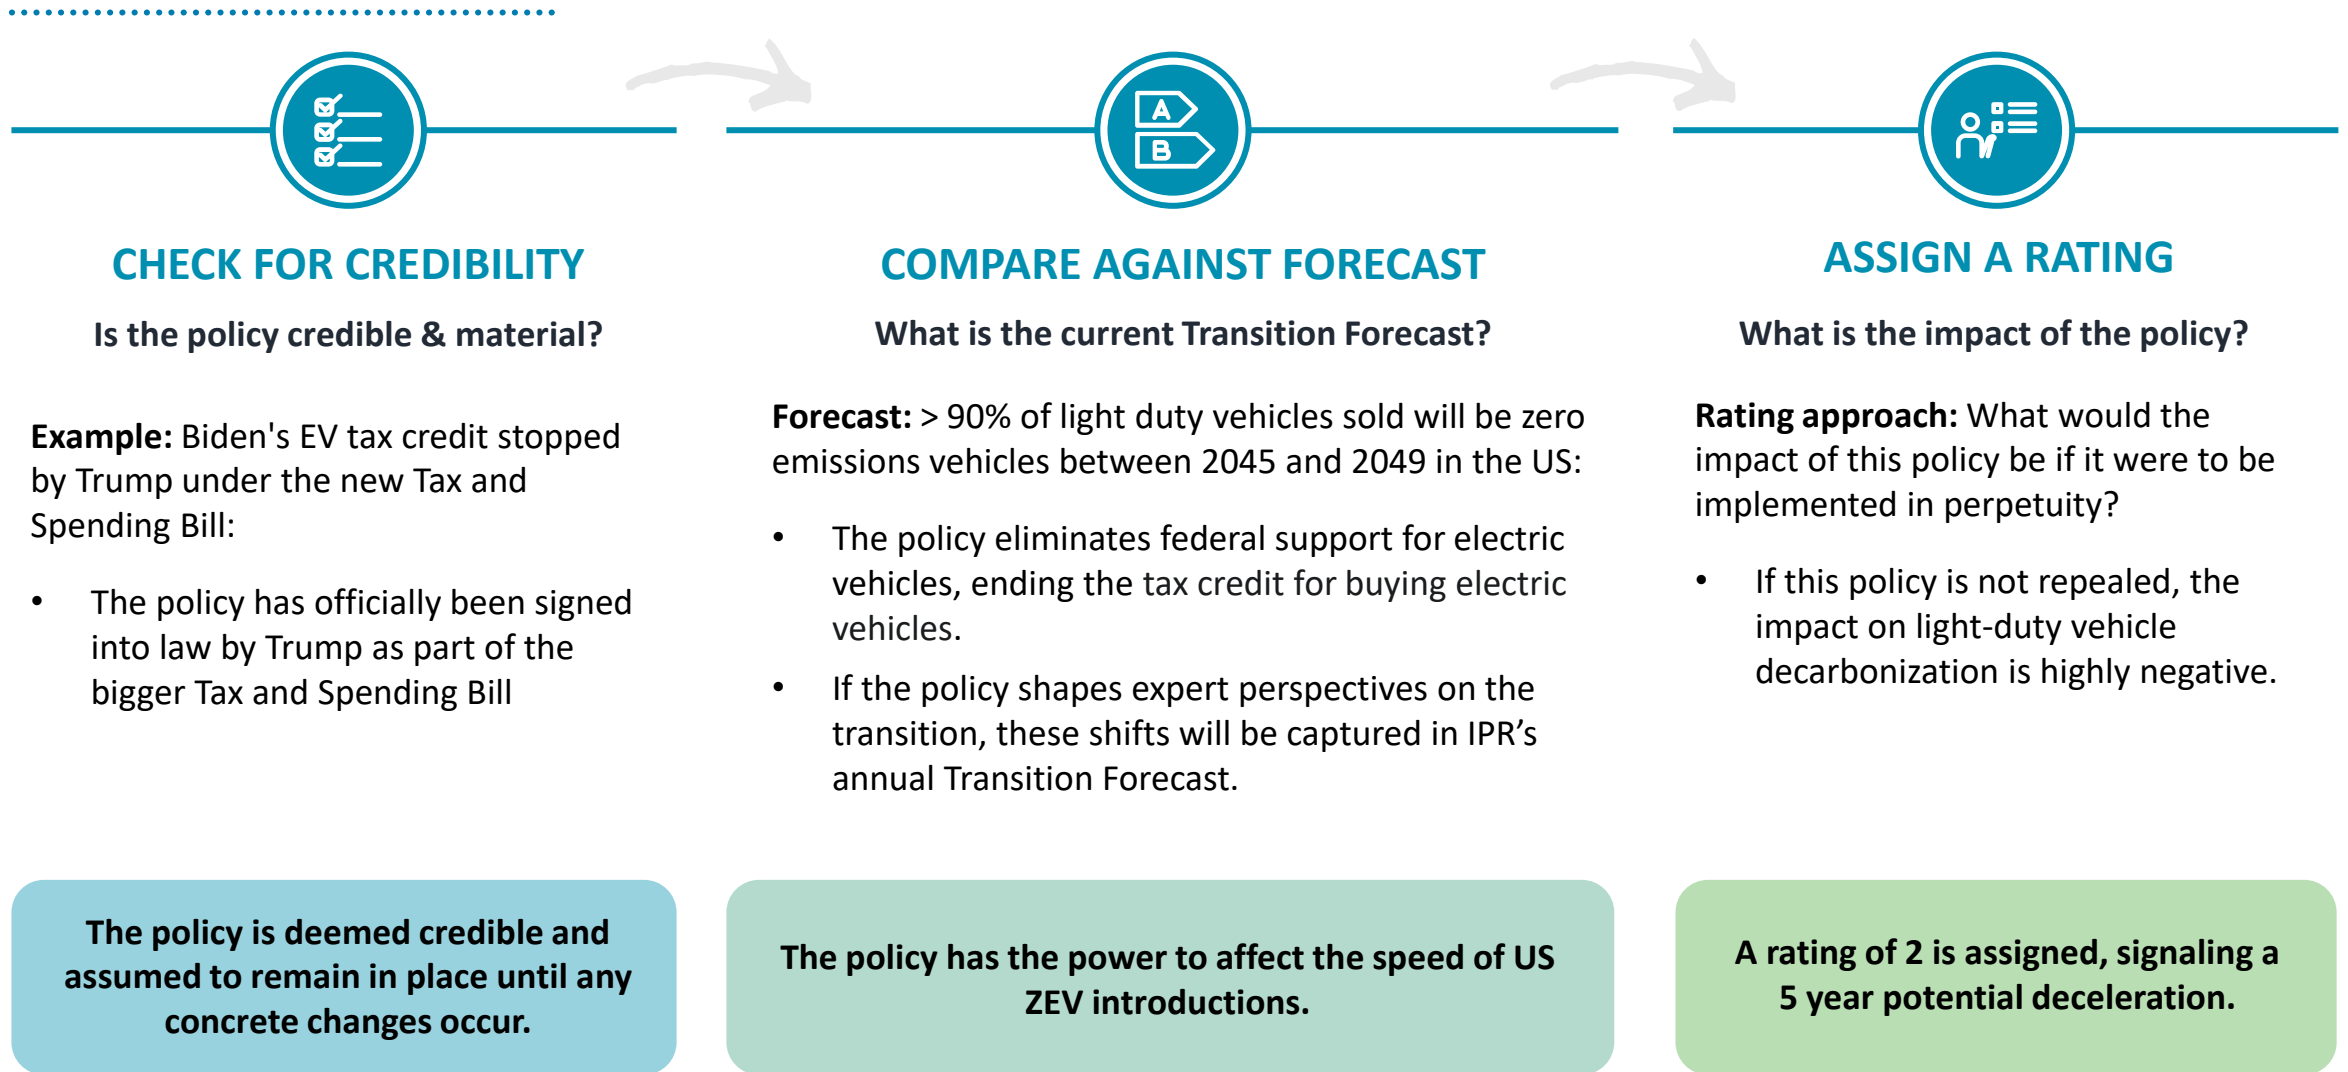 A
B
CHECK FOR CREDIBILITY
Is the policy credible & material?
Example: Biden's EV tax credit stopped
by Trump under the new Tax and
Spending Bill:
• The policy has officially been signed
into law by Trump as part of the
bigger Tax and Spending Bill
The policy is deemed credible and
assumed to remain in place until any
concrete changes occur.
COMPARE AGAINST FORECAST
What is the current Transition Forecast?
Forecast: > 90% of light duty vehicles sold will be zero
emissions vehicles between 2045 and 2049 in the US:
• The policy eliminates federal support for electric
vehicles, ending the tax credit for buying electric
vehicles.
• If the policy shapes expert perspectives on the
transition, these shifts will be captured in IPR’s
annual Transition Forecast.
The policy has the power to affect the speed of US
ZEV introductions.
ASSIGN A RATING
What is the impact of the policy?
Rating approach: What would the
impact of this policy be if it were to be
implemented in perpetuity?
• If this policy is not repealed, the
impact on light-duty vehicle
decarbonization is highly negative.
A rating of 2 is assigned, signaling a
5 year potential deceleration.